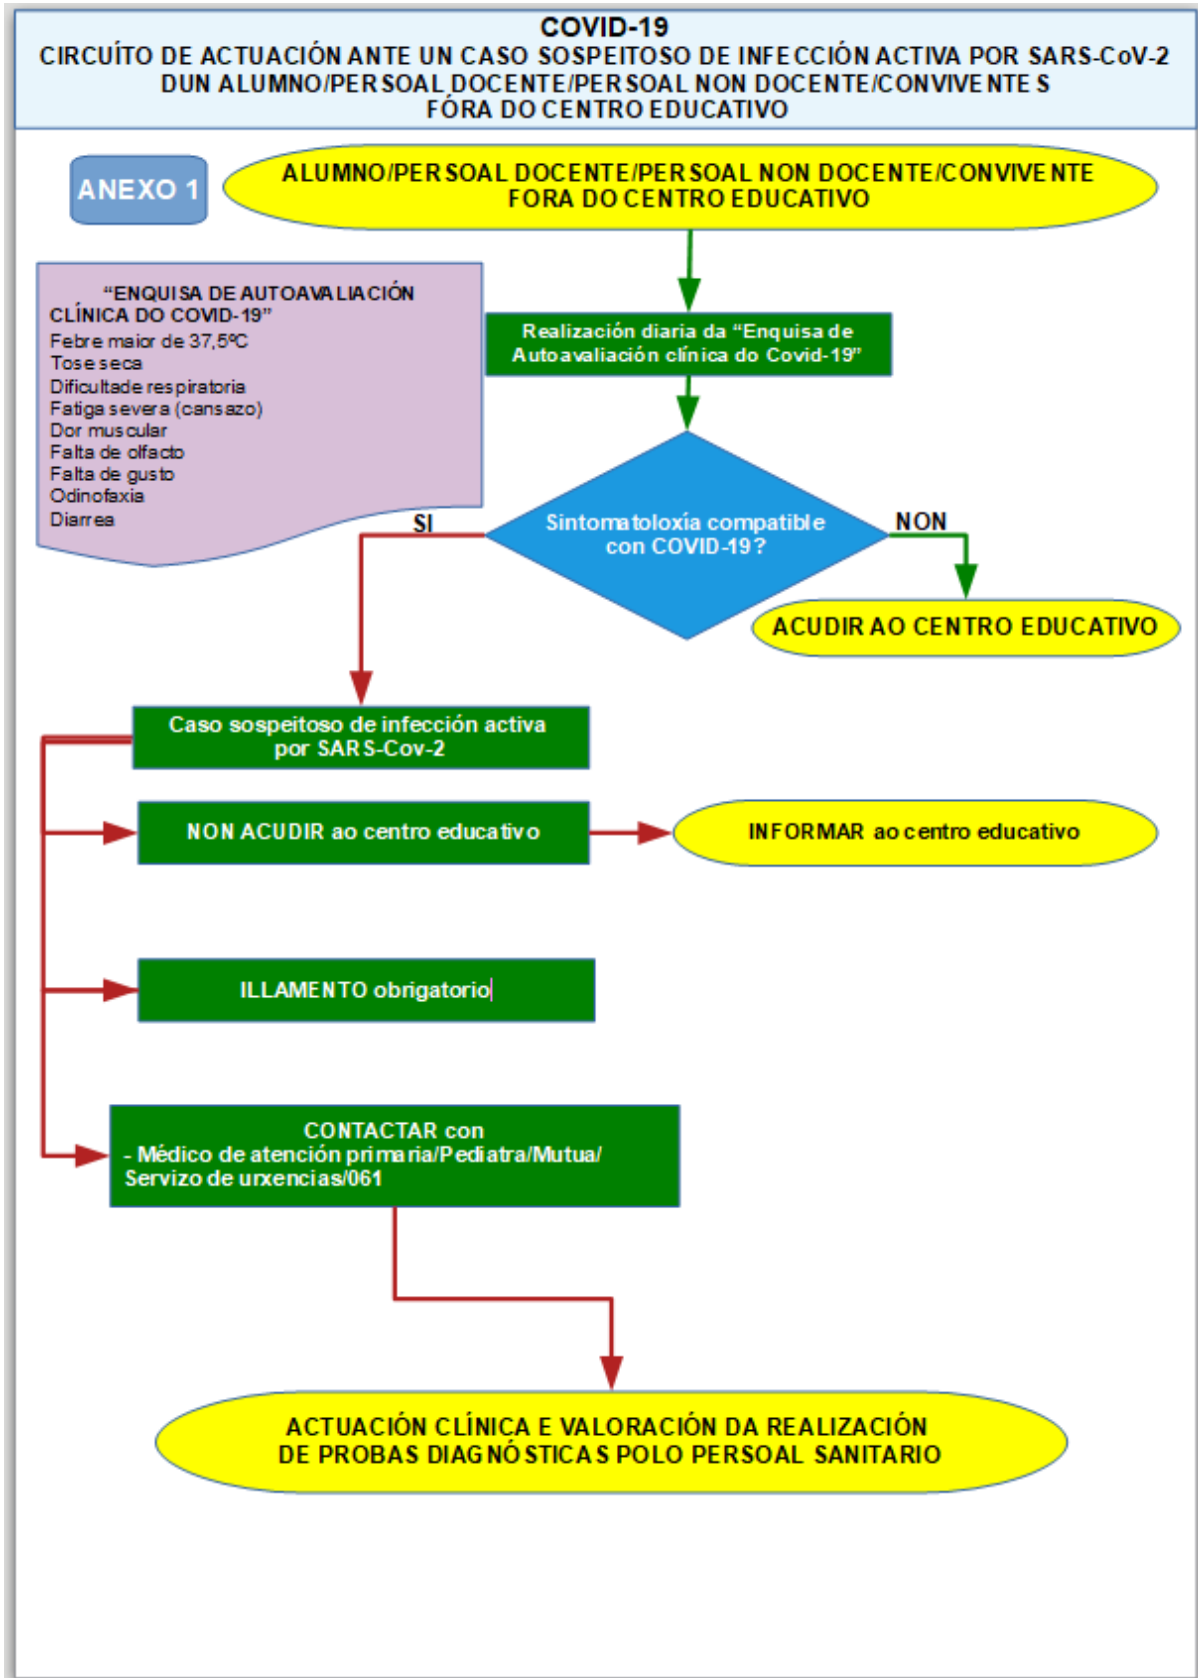 COVID-19
CIRCUÍTO DE ACTUACIÓN ANTE UN CASO SOSPEITOSO DE INFECCIÓN ACTIVA POR SARS-CoV-2
DUN ALUMNO/PERSOAL DOCENTE/PERSOAL NON DOCENTE/CONVIVENTE S
FÓRA DO CENTRO EDUCATIVO
ANEXO 1
ALUMNO/PERSOAL DOCENTE/PERSOAL NON DOCENTE/CONVIVENTE
FORA DO CENTRO EDUCATIVO
“ENQUISA DE AUTOAVALIACIÓN
CLÍNICA DO COVID-19”
Febre maior de 37,5ºC
Tose seca
Dificultade respiratoria
Fatiga severa (cansazo)
Dor muscular
Falta de olfacto
Falta de gusto
Odinofaxia
Diarrea
Realización diaria da “Enquisa de
Autoavaliación clínica do Covid-19”
SI
Sintomatoloxía compatible
con COVID-19?
NON
ACUDIR AO CENTRO EDUCATIVO
Caso sospeitoso de infección activa
por SARS-Cov-2
NON ACUDIR ao centro educativo
INFORMAR ao centro educativo
ILLAMENTO obrigatorio
CONTACTAR con
- Médico de atención primaria/Pediatra/Mutua/
Servizo de urxencias/061
ACTUACIÓN CLÍNICA E VALORACIÓN DA REALIZACIÓN
DE PROBAS DIAGNÓSTICAS POLO PERSOAL SANITARIO